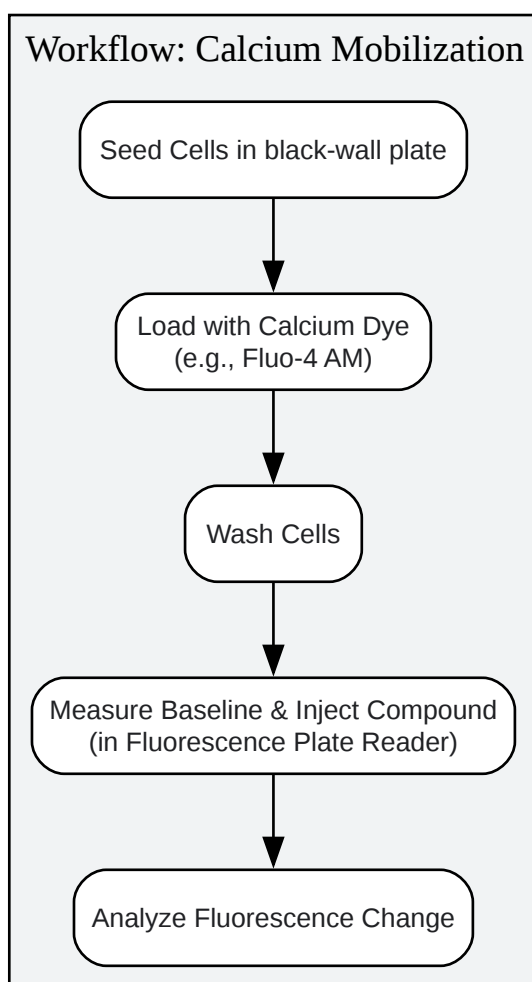 Workflow: Calcium Mobilization
Seed Cells in black-wall plate
Load with Calcium Dye
(e.g., Fluo-4 AM)
Wash Cells
Measure Baseline & Inject Compound
(in Fluorescence Plate Reader)
Analyze Fluorescence Change